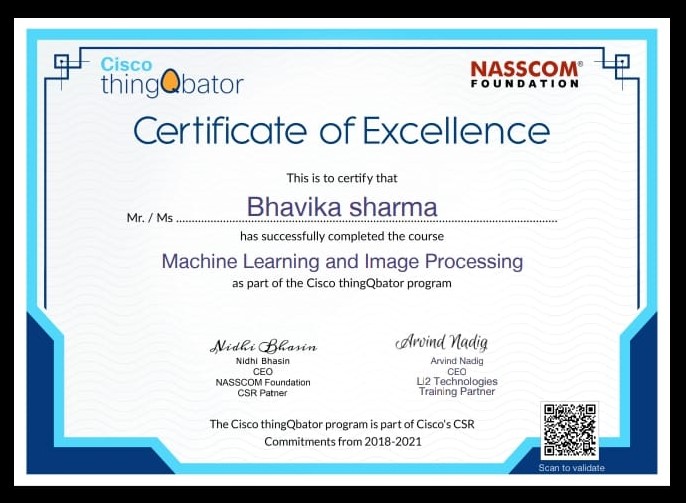 Cisco
thingQbator
NASSCOM®
FOUNDATION
Certificate of Excellence
This is to certify that
Mr. / Ms Bhavika sharma
has successfully completed the course
Machine Learning and Image Processing
as part of the Cisco thingQbator program
Nidhi Bhasin
Nidhi Bhasin
CEO
NASSCOM Foundation
CSR Patner
Arvind Nadig
Arvind Nadig
CEO
Li2 Technologies
Training Partner
The Cisco thingQbator program is part of Cisco's CSR
Commitments from 2018-2021
Scan to validate